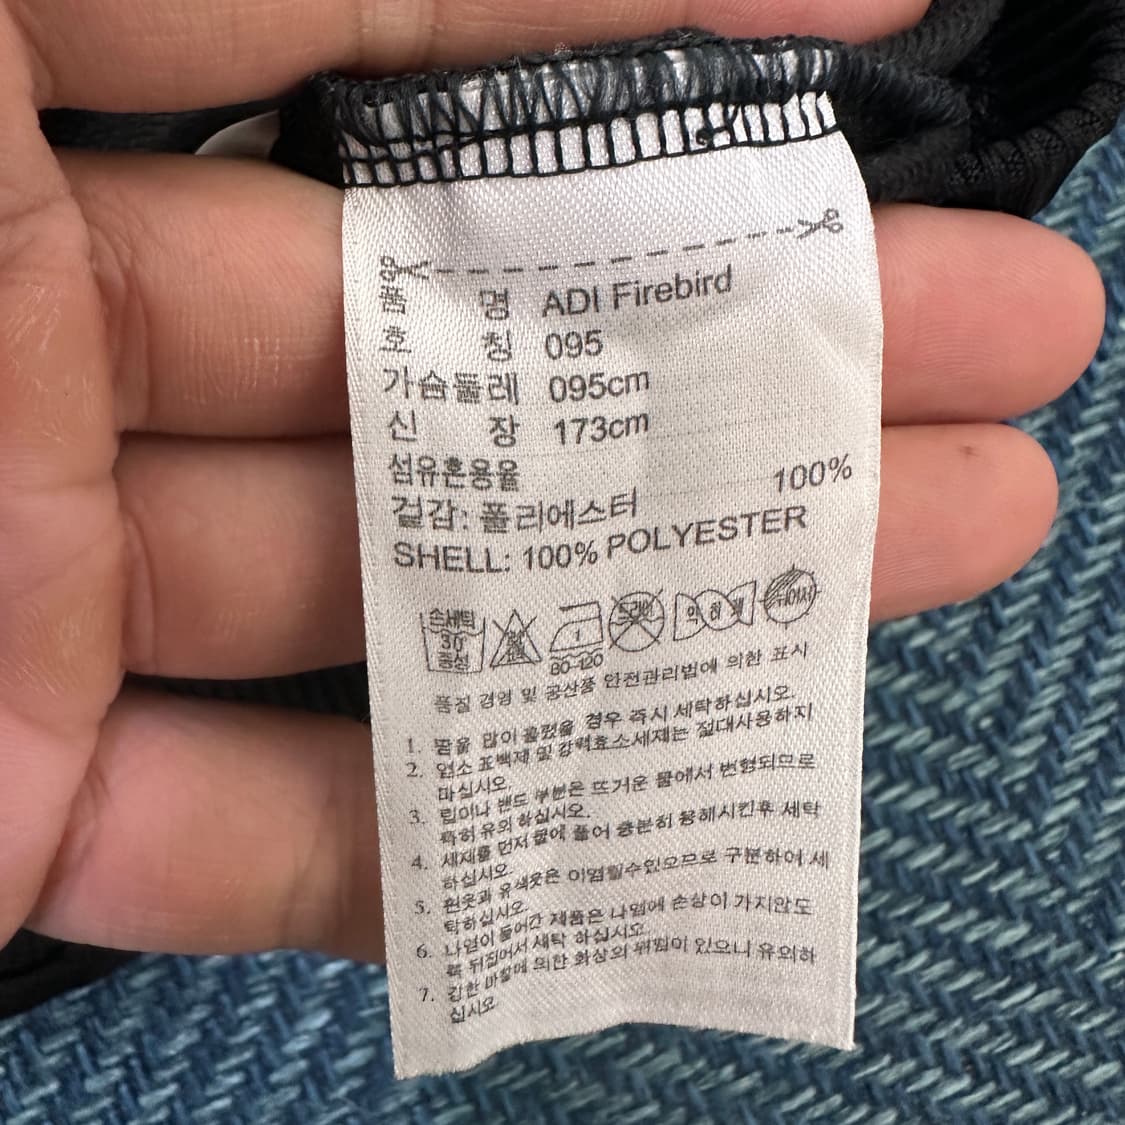 품 명 ADI Firebird
호 칭 095
가슴둘레 095cm
신 장 173cm
섬유혼용율
겉감: 폴리에스터 100%
SHELL: 100% POLYESTER
손세탁 30 중성
80-120 드라이 약하게
품질 경영 및 공산품 안전관리법에 의한 표시
1. 땀을 많이 흘렸을 경우 즉시 세탁하십시오.
2. 염소 표백제 및 강력효소세제는 절대사용하지
마십시오.
3. 립이나 밴드 부분은 뜨거운 물에서 변형되므로
특히 유의 하십시오.
4. 세제를 먼저 물에 풀어 충분히 용해시킨후 세탁
하십시오.
5. 흰옷과 유색옷은 이염될수있으므로 구분하여 세
탁하십시오.
6. 나염이 들어간 제품은 나염에 손상이 가지않도
록 뒤집어서 세탁 하십시오
7. 강한 마찰에 의한 화상의 위험이 있으니 유의하
십시오